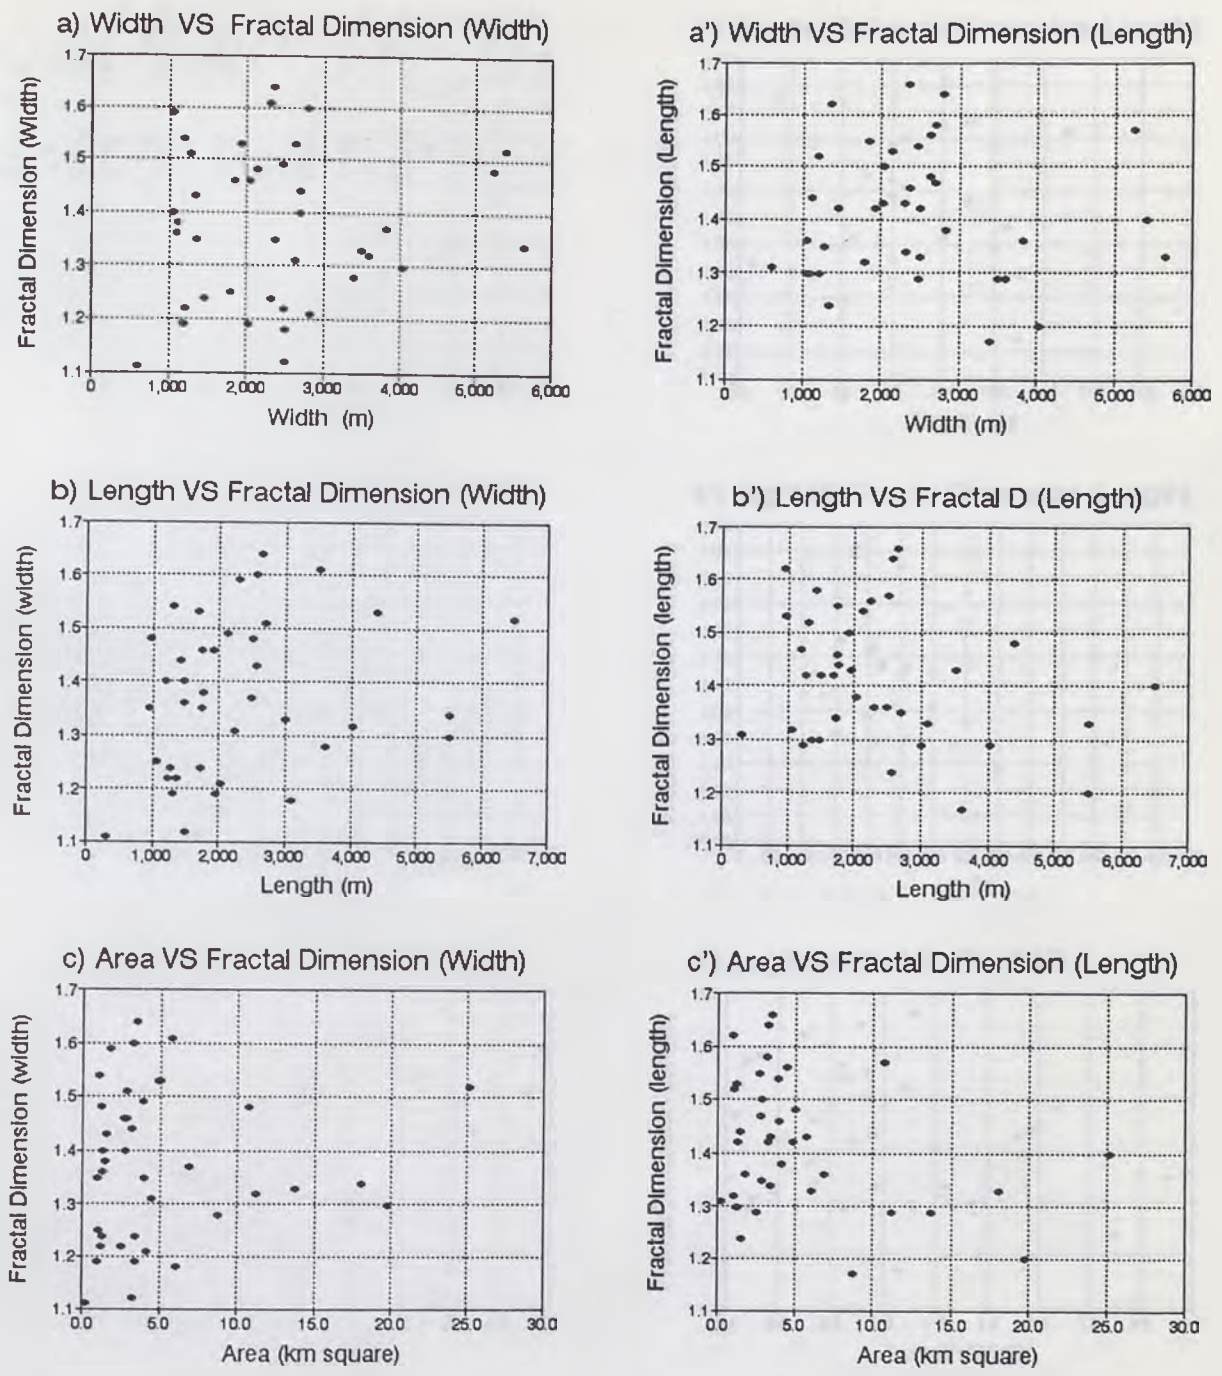 a) Width VS Fractal Dimension (Width)
Fractal Dimension (Width)
1.7
1.6
1.5
1.4
1.3
1.2
1.1
0 1,000 2,000 3,000 4,000 5,000 6,000
Width (m)
a') Width VS Fractal Dimension (Length)
Fractal Dimension (Length)
1.7
1.6
1.5
1.4
1.3
1.2
1.1
0 1,000 2,000 3,000 4,000 5,000 6,000
Width (m)
b) Length VS Fractal Dimension (Width)
Fractal Dimension (width)
1.7
1.6
1.5
1.4
1.3
1.2
1.1
0 1,000 2,000 3,000 4,000 5,000 6,000 7,000
Length (m)
b') Length VS Fractal D (Length)
Fractal Dimension (length)
1.7
1.6
1.5
1.4
1.3
1.2
1.1
0 1,000 2,000 3,000 4,000 5,000 6,000 7,000
Length (m)
c) Area VS Fractal Dimension (Width)
Fractal Dimension (width)
1.7
1.6
1.5
1.4
1.3
1.2
1.1
0.0 5.0 10.0 15.0 20.0 25.0 30.0
Area (km square)
c') Area VS Fractal Dimension (Length)
Fractal Dimension (length)
1.7
1.6
1.5
1.4
1.3
1.2
1.1
0.0 5.0 10.0 15.0 20.0 25.0 30.0
Area (km square)